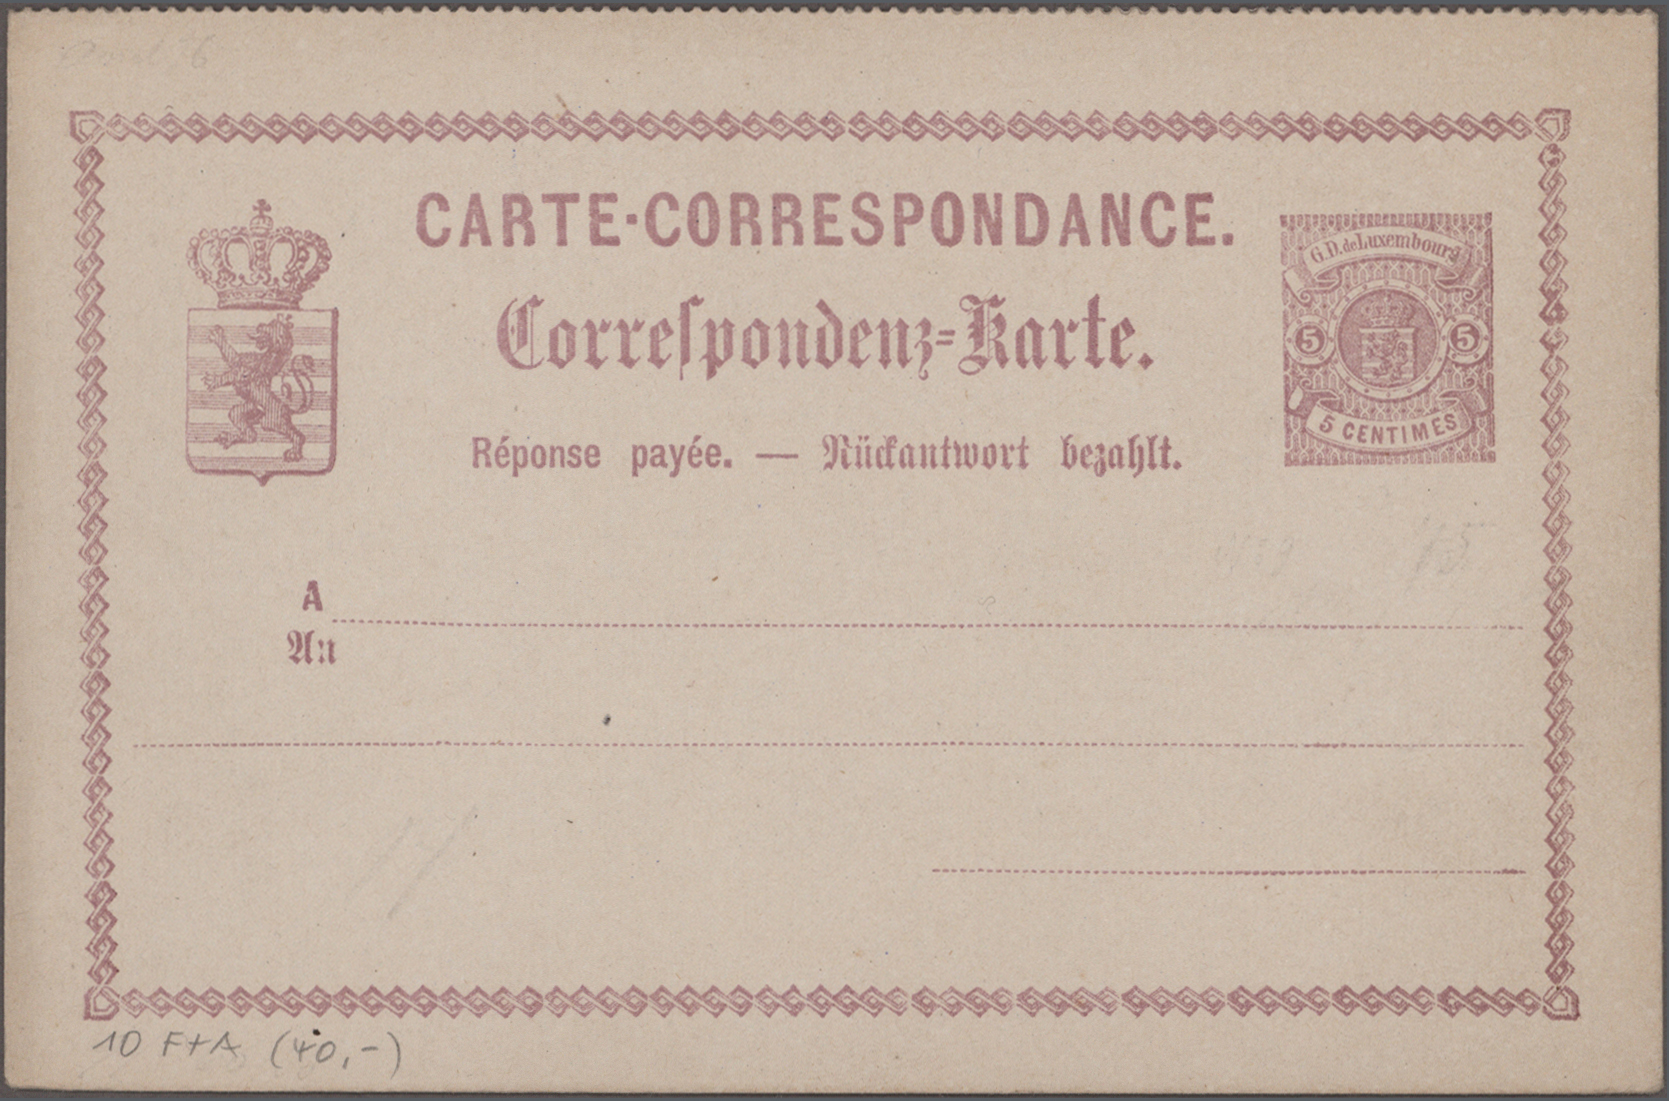 CARTE-CORRESPONDANCE.
Correſpondenz=Karte.
Réponse payée. — Rückantwort bezahlt.
G. D. de Luxembourg
5 5
5 CENTIMES
A
An
10 F+A (40,-)